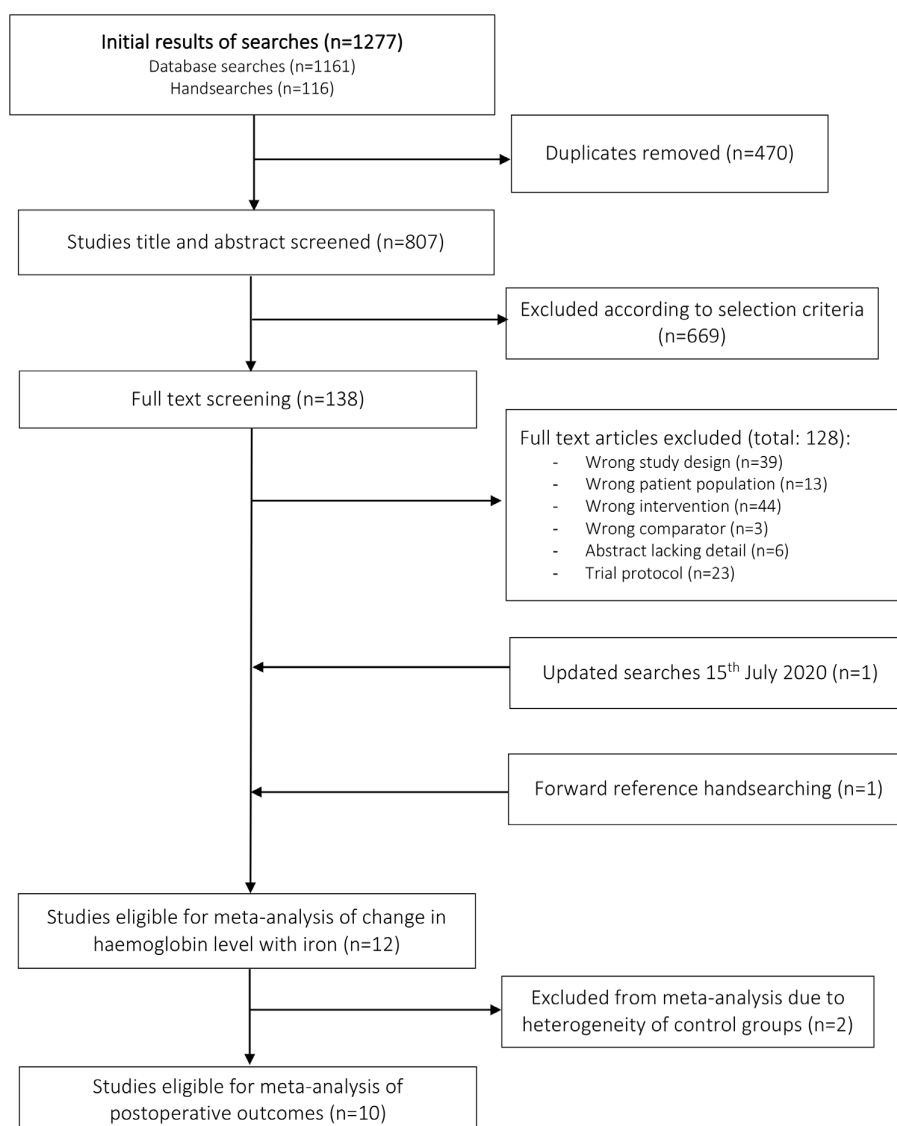 Initial results of searches (n=1277)
Database searches (n=1161)
Handsearches (n=116)
Duplicates removed (n=470)
Studies title and abstract screened (n=807)
Excluded according to selection criteria
(n=669)
Full text screening (n=138)
Full text articles excluded (total: 128):
- Wrong study design (n=39)
- Wrong patient population (n=13)
- Wrong intervention (n=44)
- Wrong comparator (n=3)
- Abstract lacking detail (n=6)
- Trial protocol (n=23)
Updated searches 15th July 2020 (n=1)
Forward reference handsearching (n=1)
Studies eligible for meta-analysis of change in
haemoglobin level with iron (n=12)
Excluded from meta-analysis due to
heterogeneity of control groups (n=2)
Studies eligible for meta-analysis of
postoperative outcomes (n=10)